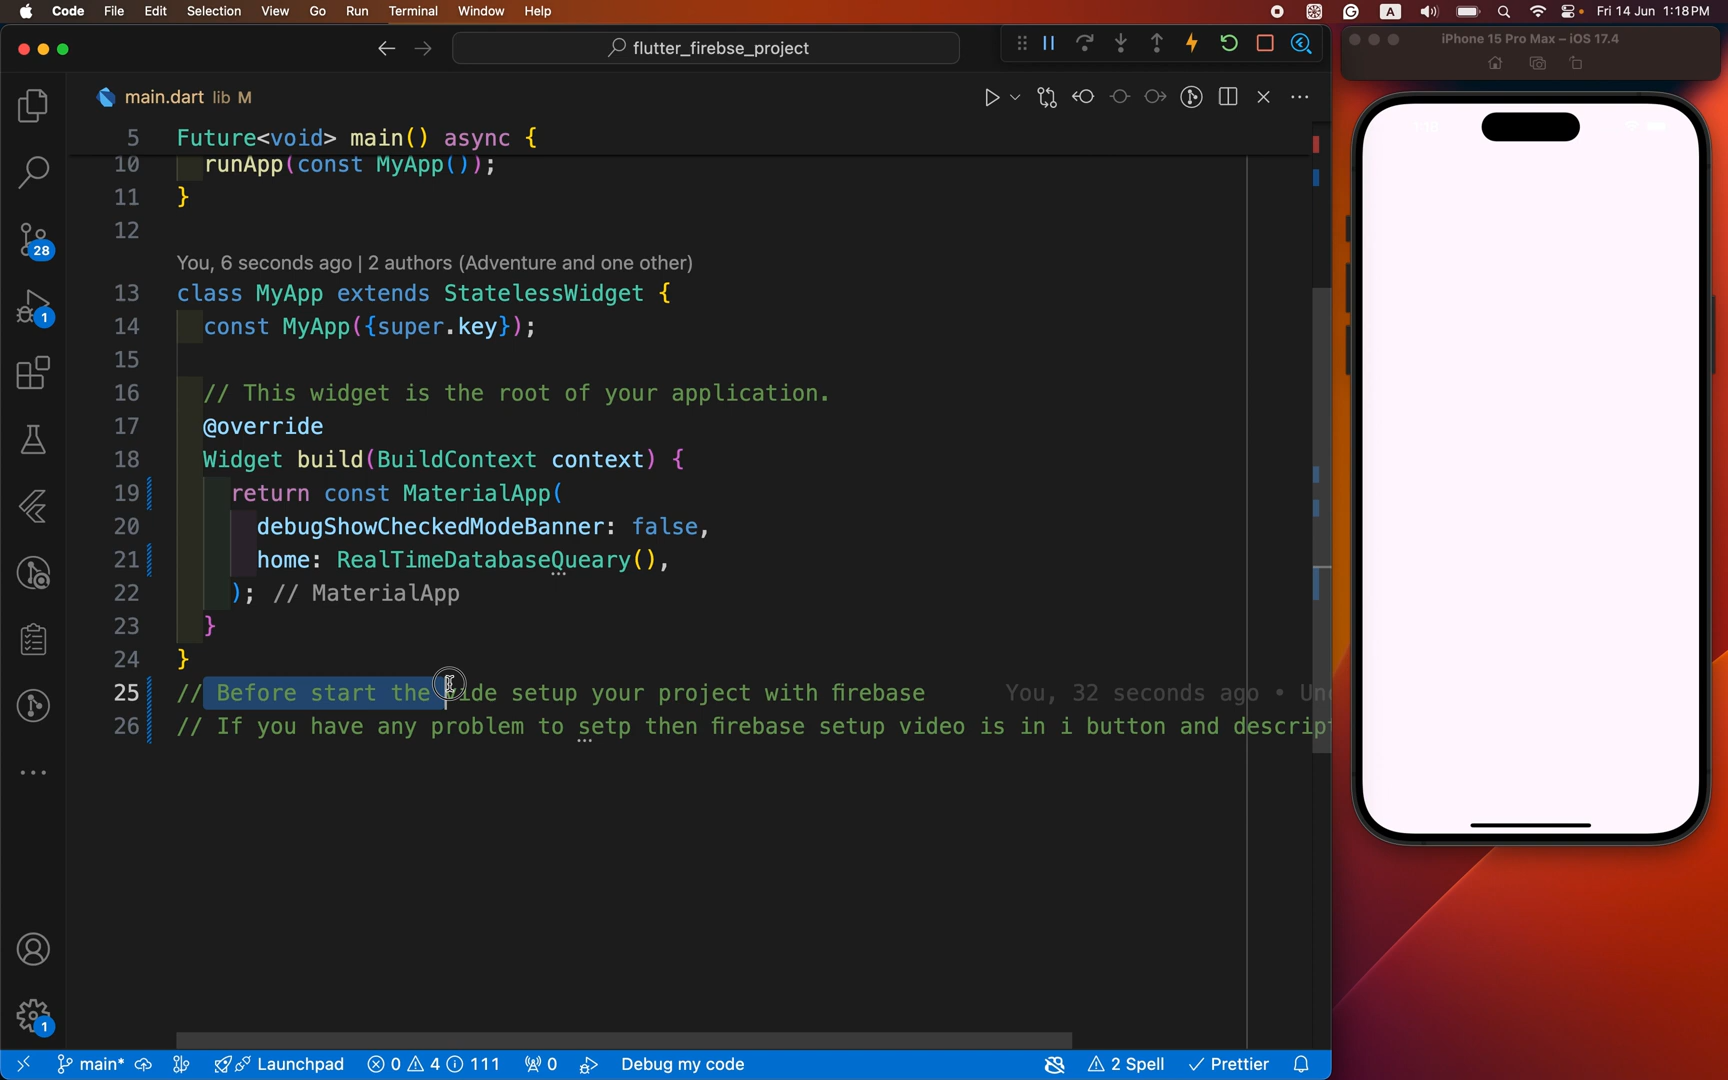 Code File Edit Selection View Go Run Terminal Window Help
A Fri 14 Jun 1:18 PM
flutter_firebse_project
iPhone 15 Pro Max – iOS 17.4
main.dart lib M
5 Future<void> main() async {
10 runApp(const MyApp());
11 }
12
You, 6 seconds ago | 2 authors (Adventure and one other)
13 class MyApp extends StatelessWidget {
14 const MyApp({super.key});
15
16 // This widget is the root of your application.
17 @override
18 Widget build(BuildContext context) {
19 return const MaterialApp(
20 debugShowCheckedModeBanner: false,
21 home: RealTimeDatabaseQueary(),
22 ); // MaterialApp
23 }
24 }
25 // Before start the vide setup your project with firebase You, 32 seconds ago • Un
26 // If you have any problem to setp then firebase setup video is in i button and descrip
28
1
1
main* Launchpad 0 4 111 0 Debug my code 2 Spell Prettier